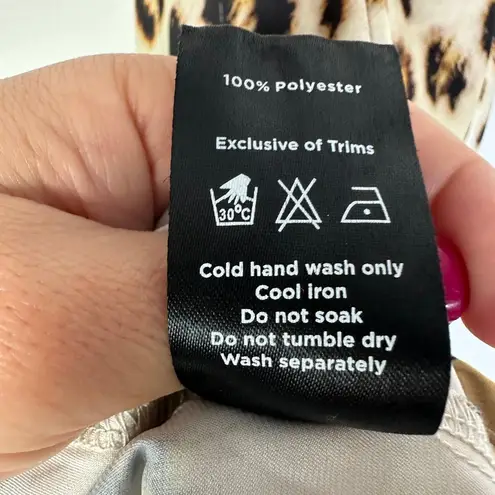 100% polyester
Exclusive of Trims
30°C
Cold hand wash only
Cool iron
Do not soak
Do not tumble dry
Wash separately